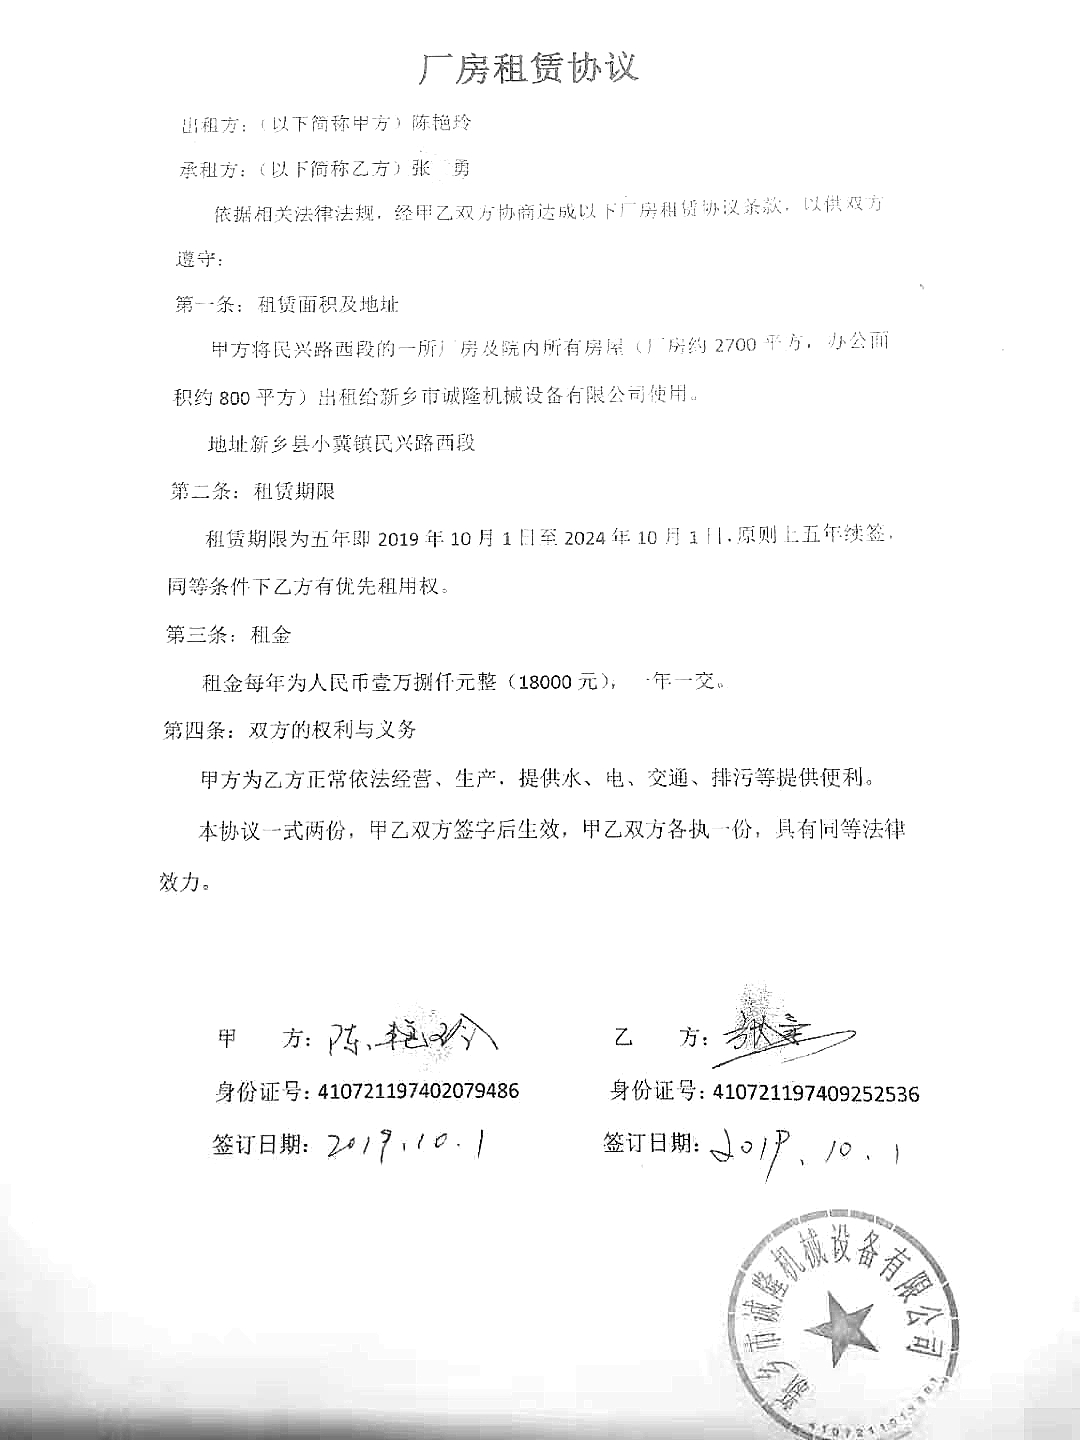 厂房租赁协议
出租方:（以下简称甲方）陈艳玲
承租方:（以下简称乙方）张 勇
依据相关法律法规，经甲乙双方协商达成以下厂房租赁协议条款，以供双方
遵守:
第一条：租赁面积及地址
甲方将民兴路西段的一所厂房及院内所有房屋（厂房约2700平方，办公面
积约800平方）出租给新乡市诚隆机械设备有限公司使用。
地址新乡县小冀镇民兴路西段
第二条：租赁期限
租赁期限为五年即2019年10月1日至2024年10月1日，原则上五年续签，
同等条件下乙方有优先租用权。
第三条：租金
租金每年为人民币壹万捌仟元整（18000元），一年一交。
第四条：双方的权利与义务
甲方为乙方正常依法经营、生产，提供水、电、交通、排污等提供便利。
本协议一式两份，甲乙双方签字后生效，甲乙双方各执一份，具有同等法律
效力。
甲 方：陈艳玲 乙 方：张
身份证号：410721197402079486 身份证号：410721197409252536
签订日期：2019.10.1 签订日期：2019.10.1
新乡市诚隆机械设备有限公司